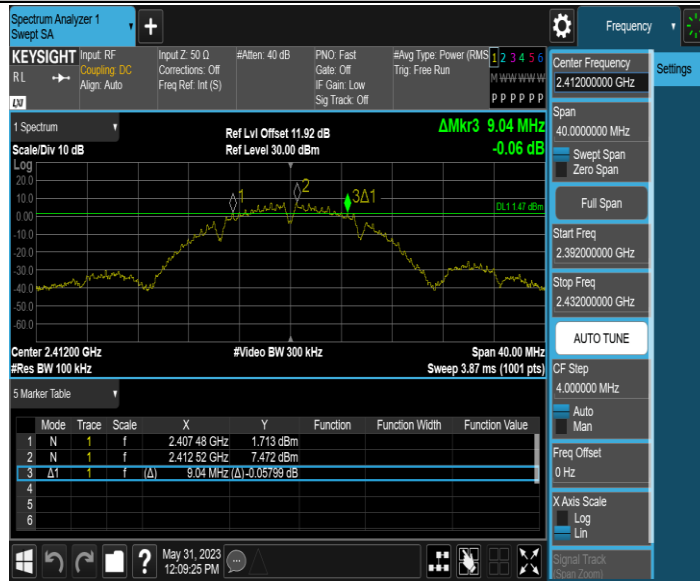 Spectrum Analyzer 1
Swept SA
+
Frequency
KEYSIGHT
RL
LXI
Input: RF
Coupling: DC
Align: Auto
Input Z: 50 Ω
Corrections: Off
Freq Ref: Int (S)
#Atten: 40 dB
PNO: Fast
Gate: Off
IF Gain: Low
Sig Track: Off
#Avg Type: Power (RMS
Trig: Free Run
1 2 3 4 5 6
M W W W W W
P P P P P P
Center Frequency
2.412000000 GHz
Settings
Span
40.0000000 MHz
Swept Span
Zero Span
Full Span
Start Freq
2.392000000 GHz
Stop Freq
2.432000000 GHz
AUTO TUNE
CF Step
4.000000 MHz
Auto
Man
Freq Offset
0 Hz
X Axis Scale
Log
Lin
Signal Track
(Span Zoom)
1 Spectrum
Scale/Div 10 dB
Ref Lvl Offset 11.92 dB
Ref Level 30.00 dBm
ΔMkr3 9.04 MHz
-0.06 dB
Log
20.0
10.0
0.00
-10.0
-20.0
-30.0
-40.0
-50.0
-60.0
1
2
3Δ1
DL1 1.47 dBm
Center 2.41200 GHz
#Video BW 300 kHz
Span 40.00 MHz
#Res BW 100 kHz
Sweep 3.87 ms (1001 pts)
5 Marker Table
Mode Trace Scale X Y Function Function Width Function Value
1 N 1 f 2.407 48 GHz 1.713 dBm
2 N 1 f 2.412 52 GHz 7.472 dBm
3 Δ1 1 f (Δ) 9.04 MHz (Δ) -0.05799 dB
4
5
6
?
May 31, 2023
12:09:25 PM